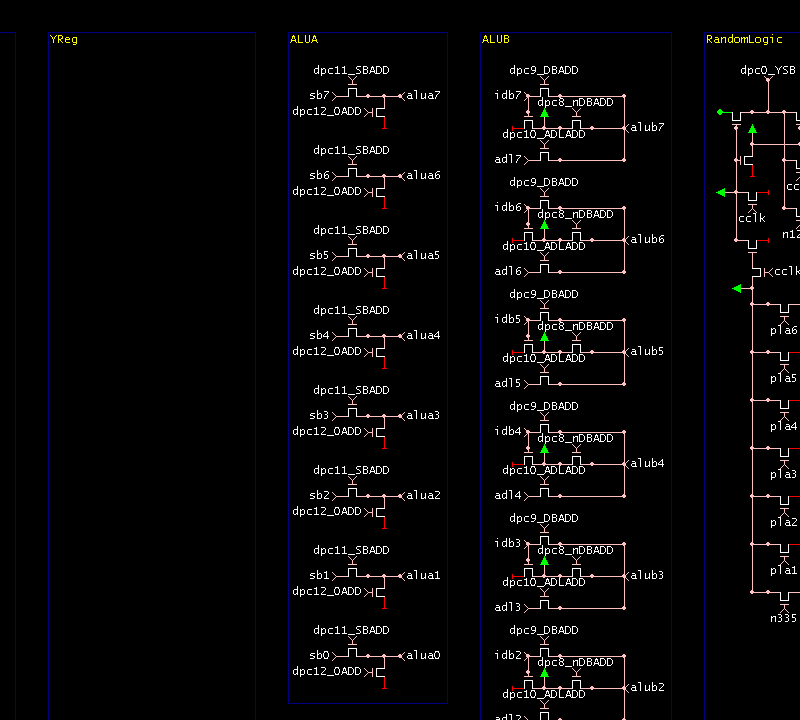 YReg
ALUA
dpc11_SBADD
sb7
alua7
dpc12_0ADD
dpc11_SBADD
sb6
alua6
dpc12_0ADD
dpc11_SBADD
sb5
alua5
dpc12_0ADD
dpc11_SBADD
sb4
alua4
dpc12_0ADD
dpc11_SBADD
sb3
alua3
dpc12_0ADD
dpc11_SBADD
sb2
alua2
dpc12_0ADD
dpc11_SBADD
sb1
alua1
dpc12_0ADD
dpc11_SBADD
sb0
alua0
dpc12_0ADD
ALUB
dpc9_DBADD
idb7
dpc8_nDBADD
alub7
dpc10_ADLADD
adl7
dpc9_DBADD
idb6
dpc8_nDBADD
alub6
dpc10_ADLADD
adl6
dpc9_DBADD
idb5
dpc8_nDBADD
alub5
dpc10_ADLADD
adl5
dpc9_DBADD
idb4
dpc8_nDBADD
alub4
dpc10_ADLADD
adl4
dpc9_DBADD
idb3
dpc8_nDBADD
alub3
dpc10_ADLADD
adl3
dpc9_DBADD
idb2
dpc8_nDBADD
alub2
dpc10_ADLADD
RandomLogic
dpc0_YSB
cclk
n12
cclk
pla6
pla5
pla4
pla3
pla2
pla1
n335